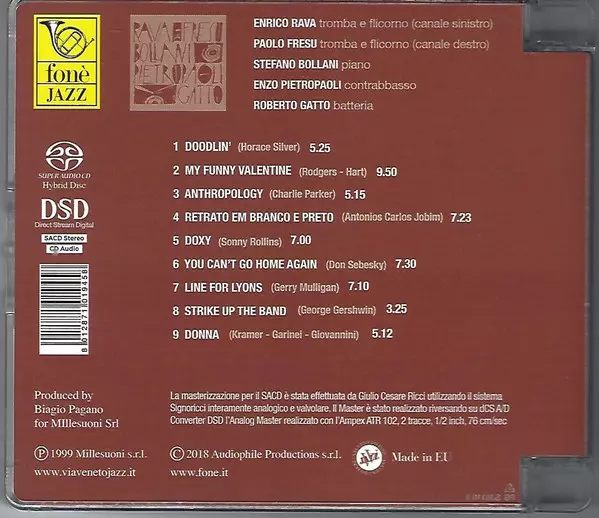 fonè
JAZZ
RAVA FRESU
BOLLANI
PIETROPAOLI
GATTO
ENRICO RAVA tromba e flicorno (canale sinistro)
PAOLO FRESU tromba e flicorno (canale destro)
STEFANO BOLLANI piano
ENZO PIETROPAOLI contrabbasso
ROBERTO GATTO batteria
SUPER AUDIO CD
Hybrid Disc
DSD
Direct Stream Digital
SACD Stereo
CD Audio
8 012871 019458
1 DOODLIN' (Horace Silver) 5.25
2 MY FUNNY VALENTINE (Rodgers - Hart) 9.50
3 ANTHROPOLOGY (Charlie Parker) 5.15
4 RETRATO EM BRANCO E PRETO (Antonios Carlos Jobim) 7.23
5 DOXY (Sonny Rollins) 7.00
6 YOU CAN'T GO HOME AGAIN (Don Sebesky) 7.30
7 LINE FOR LYONS (Gerry Mulligan) 7.10
8 STRIKE UP THE BAND (George Gershwin) 3.25
9 DONNA (Kramer - Garinei - Giovannini) 5.12
Produced by
Biagio Pagano
for MIllesuoni Srl
La masterizzazione per il SACD è stata effettuata da Giulio Cesare Ricci utilizzando il sistema
Signoricci interamente analogico e valvolare. Il Master è stato realizzato riversando su dCS A/D
Converter DSD l'Analog Master realizzato con l'Ampex ATR 102, 2 tracce, 1/2 inch, 76 cm/sec
℗ 1999 Millesuoni s.r.l.
www.viavenetojazz.it
© 2018 Audiophile Productions s.r.l.
www.fone.it
jazz
Made in EU